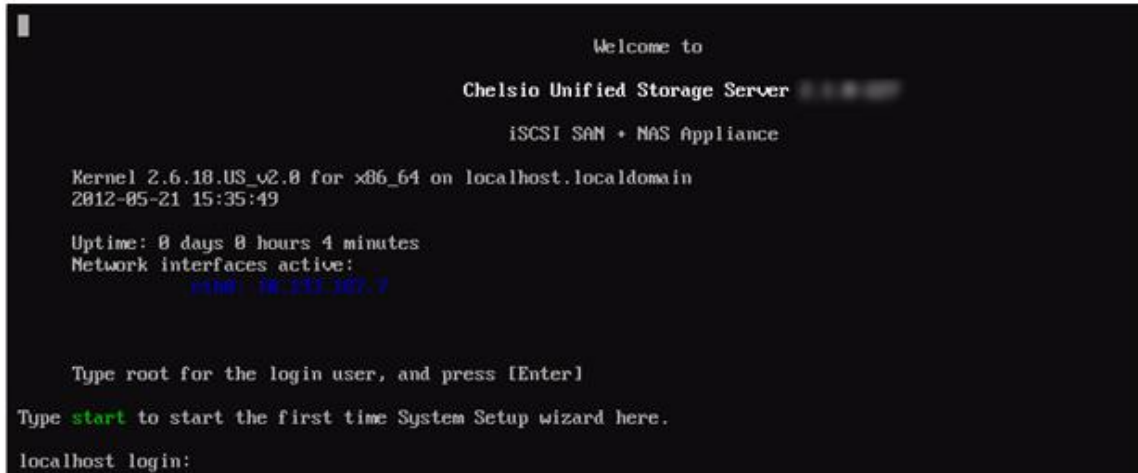 Welcome to
Chelsio Unified Storage Server
iSCSI SAN + NAS Appliance
Kernel 2.6.18.US_v2.0 for x86_64 on localhost.localdomain
2012-05-21 15:35:49
Uptime: 0 days 0 hours 4 minutes
Network interfaces active:
Type root for the login user, and press [Enter]
Type start to start the first time System Setup wizard here.
localhost login: